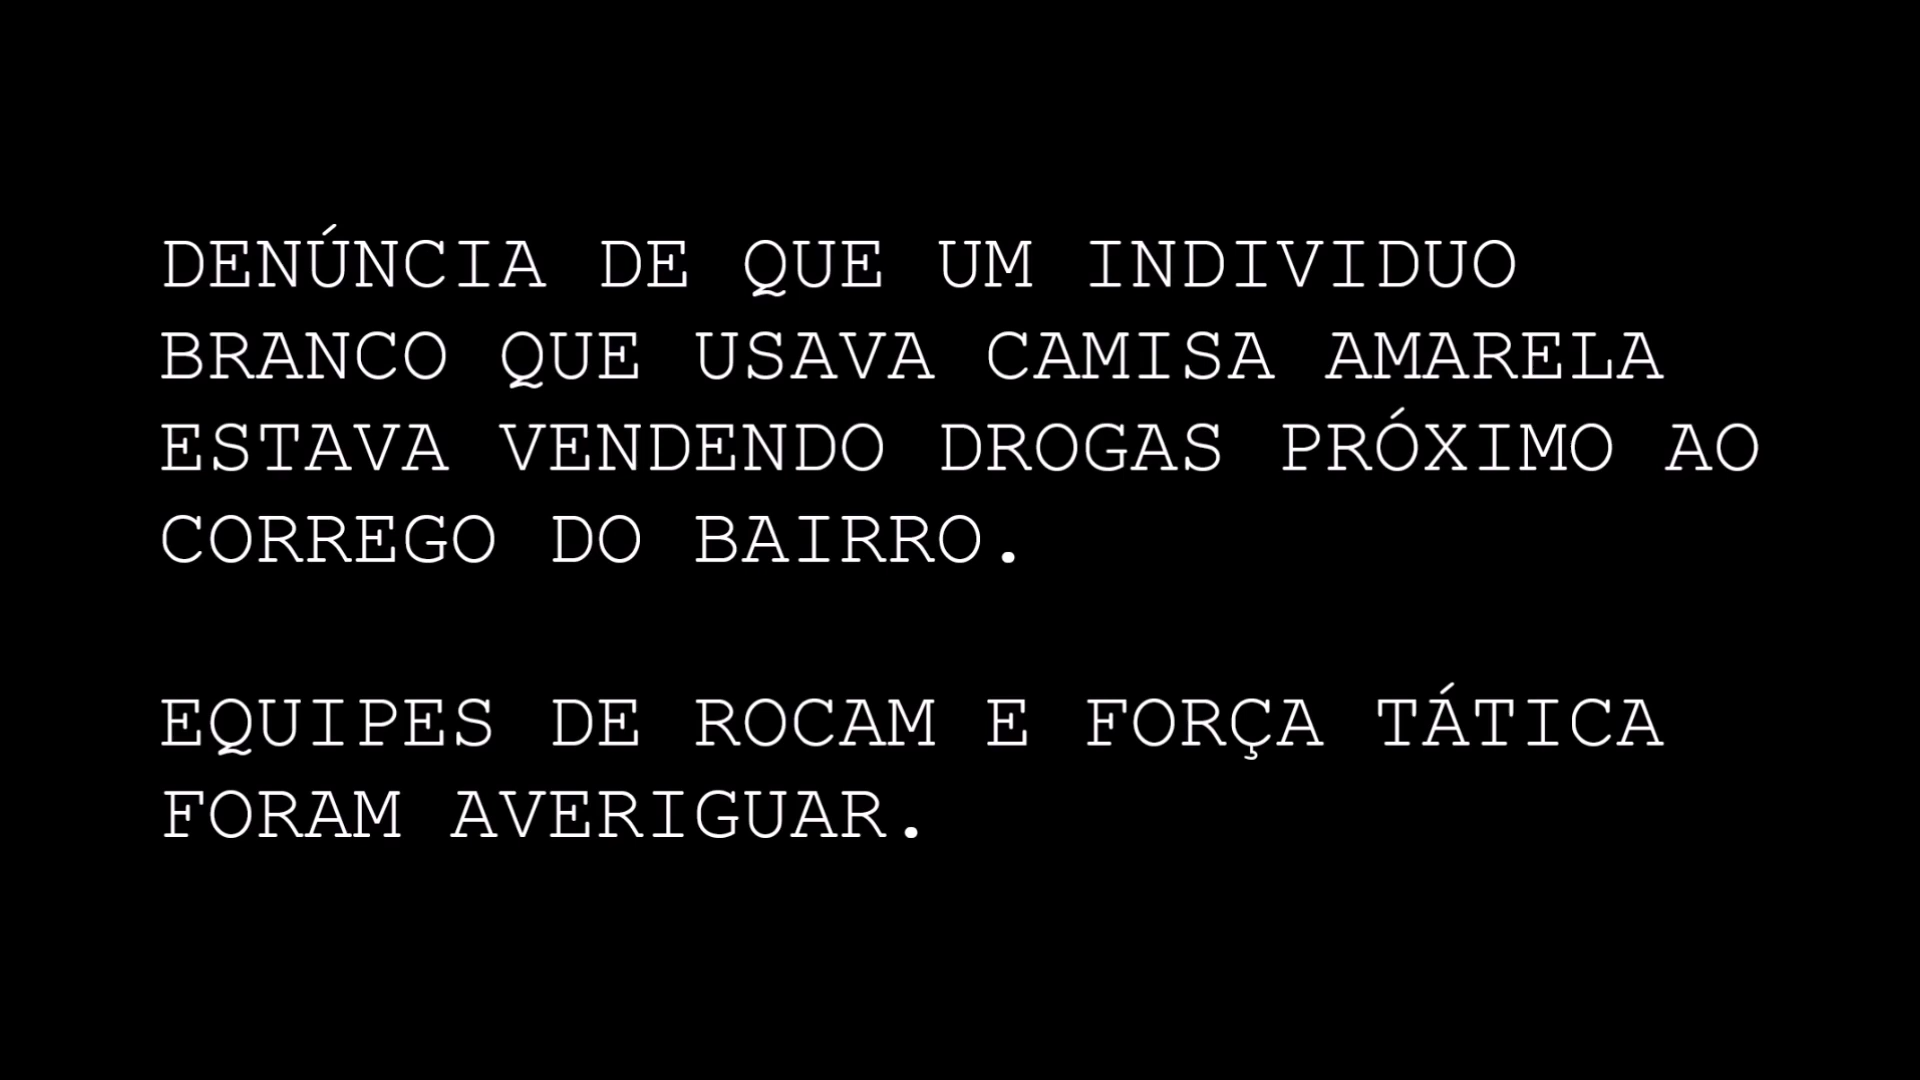 DENÚNCIA DE QUE UM INDIVIDUO
BRANCO QUE USAVA CAMISA AMARELA
ESTAVA VENDENDO DROGAS PRÓXIMO AO
CORREGO DO BAIRRO.
EQUIPES DE ROCAM E FORÇA TÁTICA
FORAM AVERIGUAR.